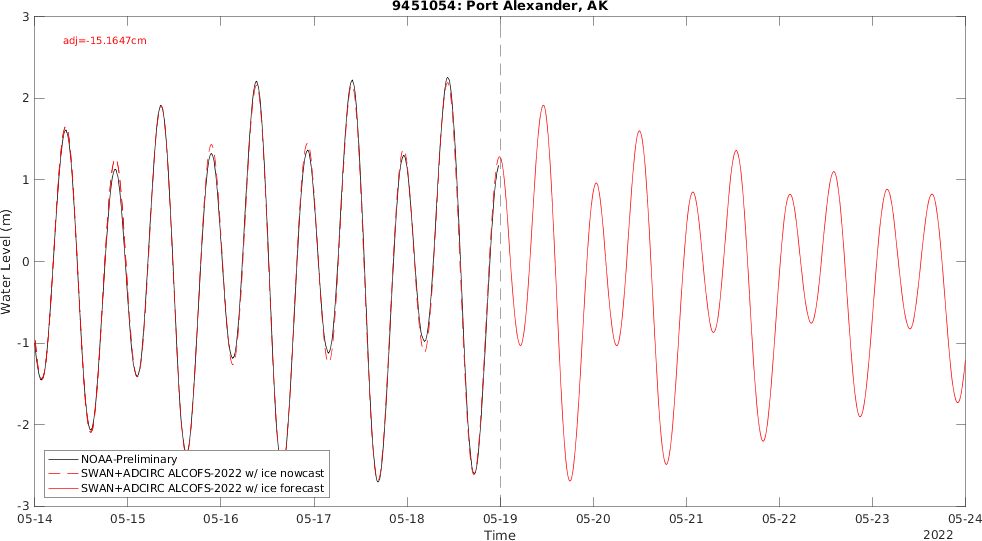 9451054: Port Alexander, AK
adj=-15.1647cm
Water Level (m)
3
2
1
0
-1
-2
-3
NOAA-Preliminary
SWAN+ADCIRC ALCOFS-2022 w/ ice nowcast
SWAN+ADCIRC ALCOFS-2022 w/ ice forecast
05-14 05-15 05-16 05-17 05-18 05-19 05-20 05-21 05-22 05-23 05-24
Time
2022